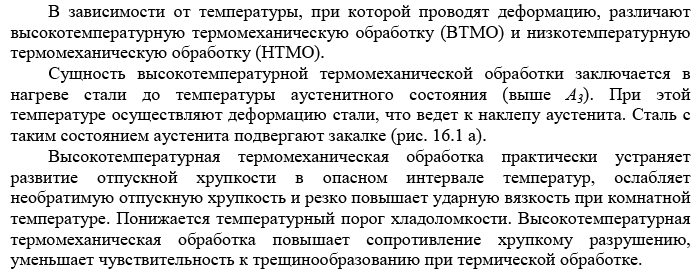 В зависимости от температуры, при которой проводят деформацию, различают
высокотемпературную термомеханическую обработку (ВТМО) и низкотемпературную
термомеханическую обработку (НТМО).
Сущность высокотемпературной термомеханической обработки заключается в
нагреве стали до температуры аустенитного состояния (выше А3). При этой
температуре осуществляют деформацию стали, что ведет к наклепу аустенита. Сталь с
таким состоянием аустенита подвергают закалке (рис. 16.1 а).
Высокотемпературная термомеханическая обработка практически устраняет
развитие отпускной хрупкости в опасном интервале температур, ослабляет
необратимую отпускную хрупкость и резко повышает ударную вязкость при комнатной
температуре. Понижается температурный порог хладоломкости. Высокотемпературная
термомеханическая обработка повышает сопротивление хрупкому разрушению,
уменьшает чувствительность к трещинообразованию при термической обработке.